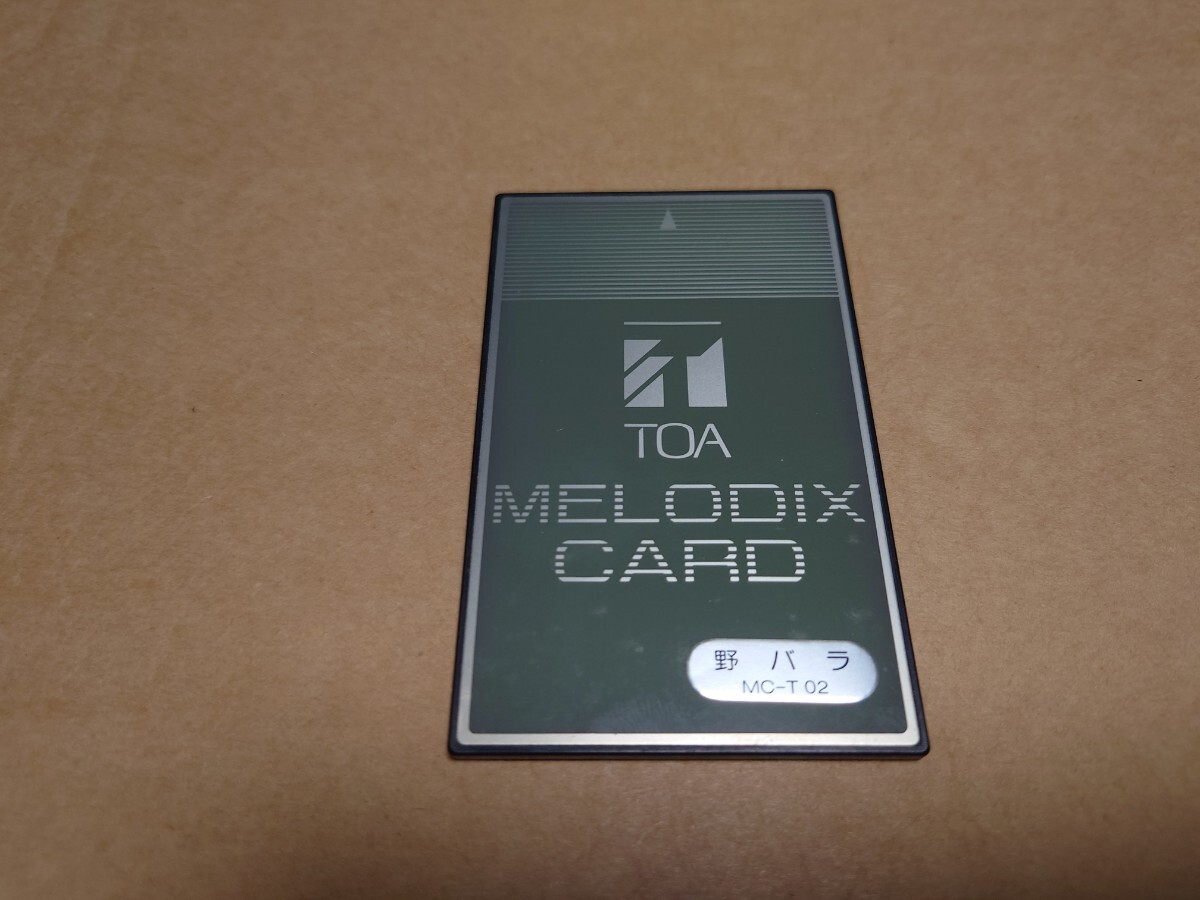 TOA
MELODIX
CARD
野バラ
MC-T 02